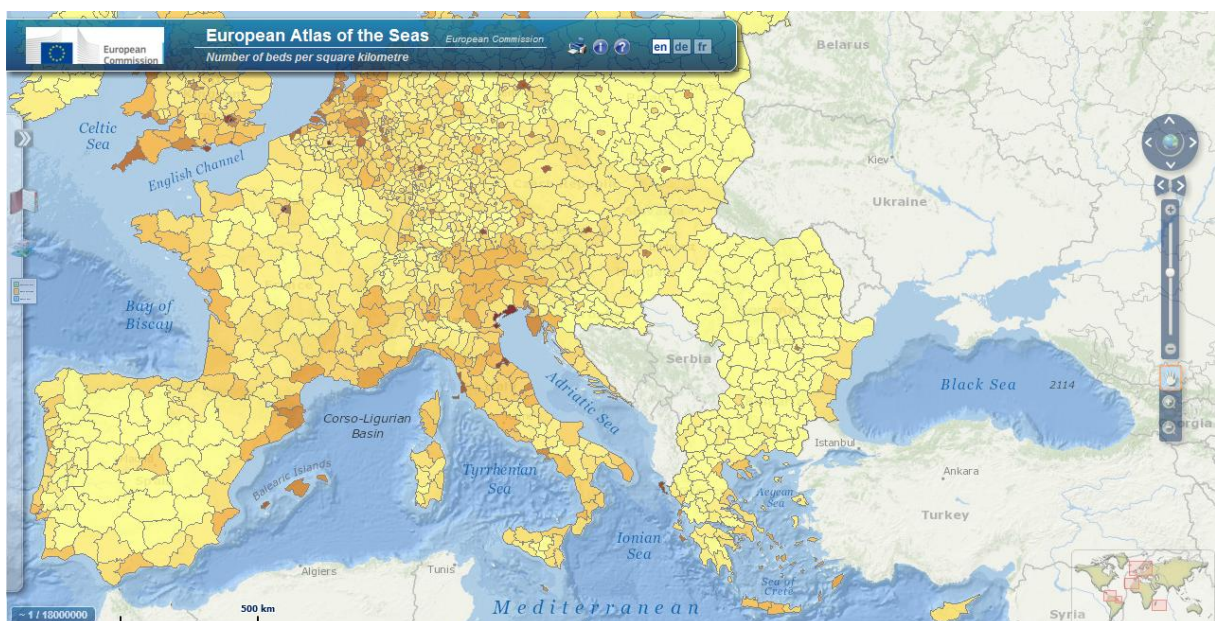 European
Commission
European Atlas of the Seas European Commission
Number of beds per square kilometre
en de fr
Belarus
Celtic
Sea
English Channel
Kiev
Ukraine
Bay of
Biscay
Serbia
Adriatic Sea
Black Sea 2114
Corso-Ligurian
Basin
Istanbul
Balearic Islands
Tyrrhenian
Sea
Ankara
Aegean
Sea
Turkey
Ionian
Sea
Algiers
Tunis
Sea of
Crete
500 km
Mediterranean
~ 1 / 18000000
Syria